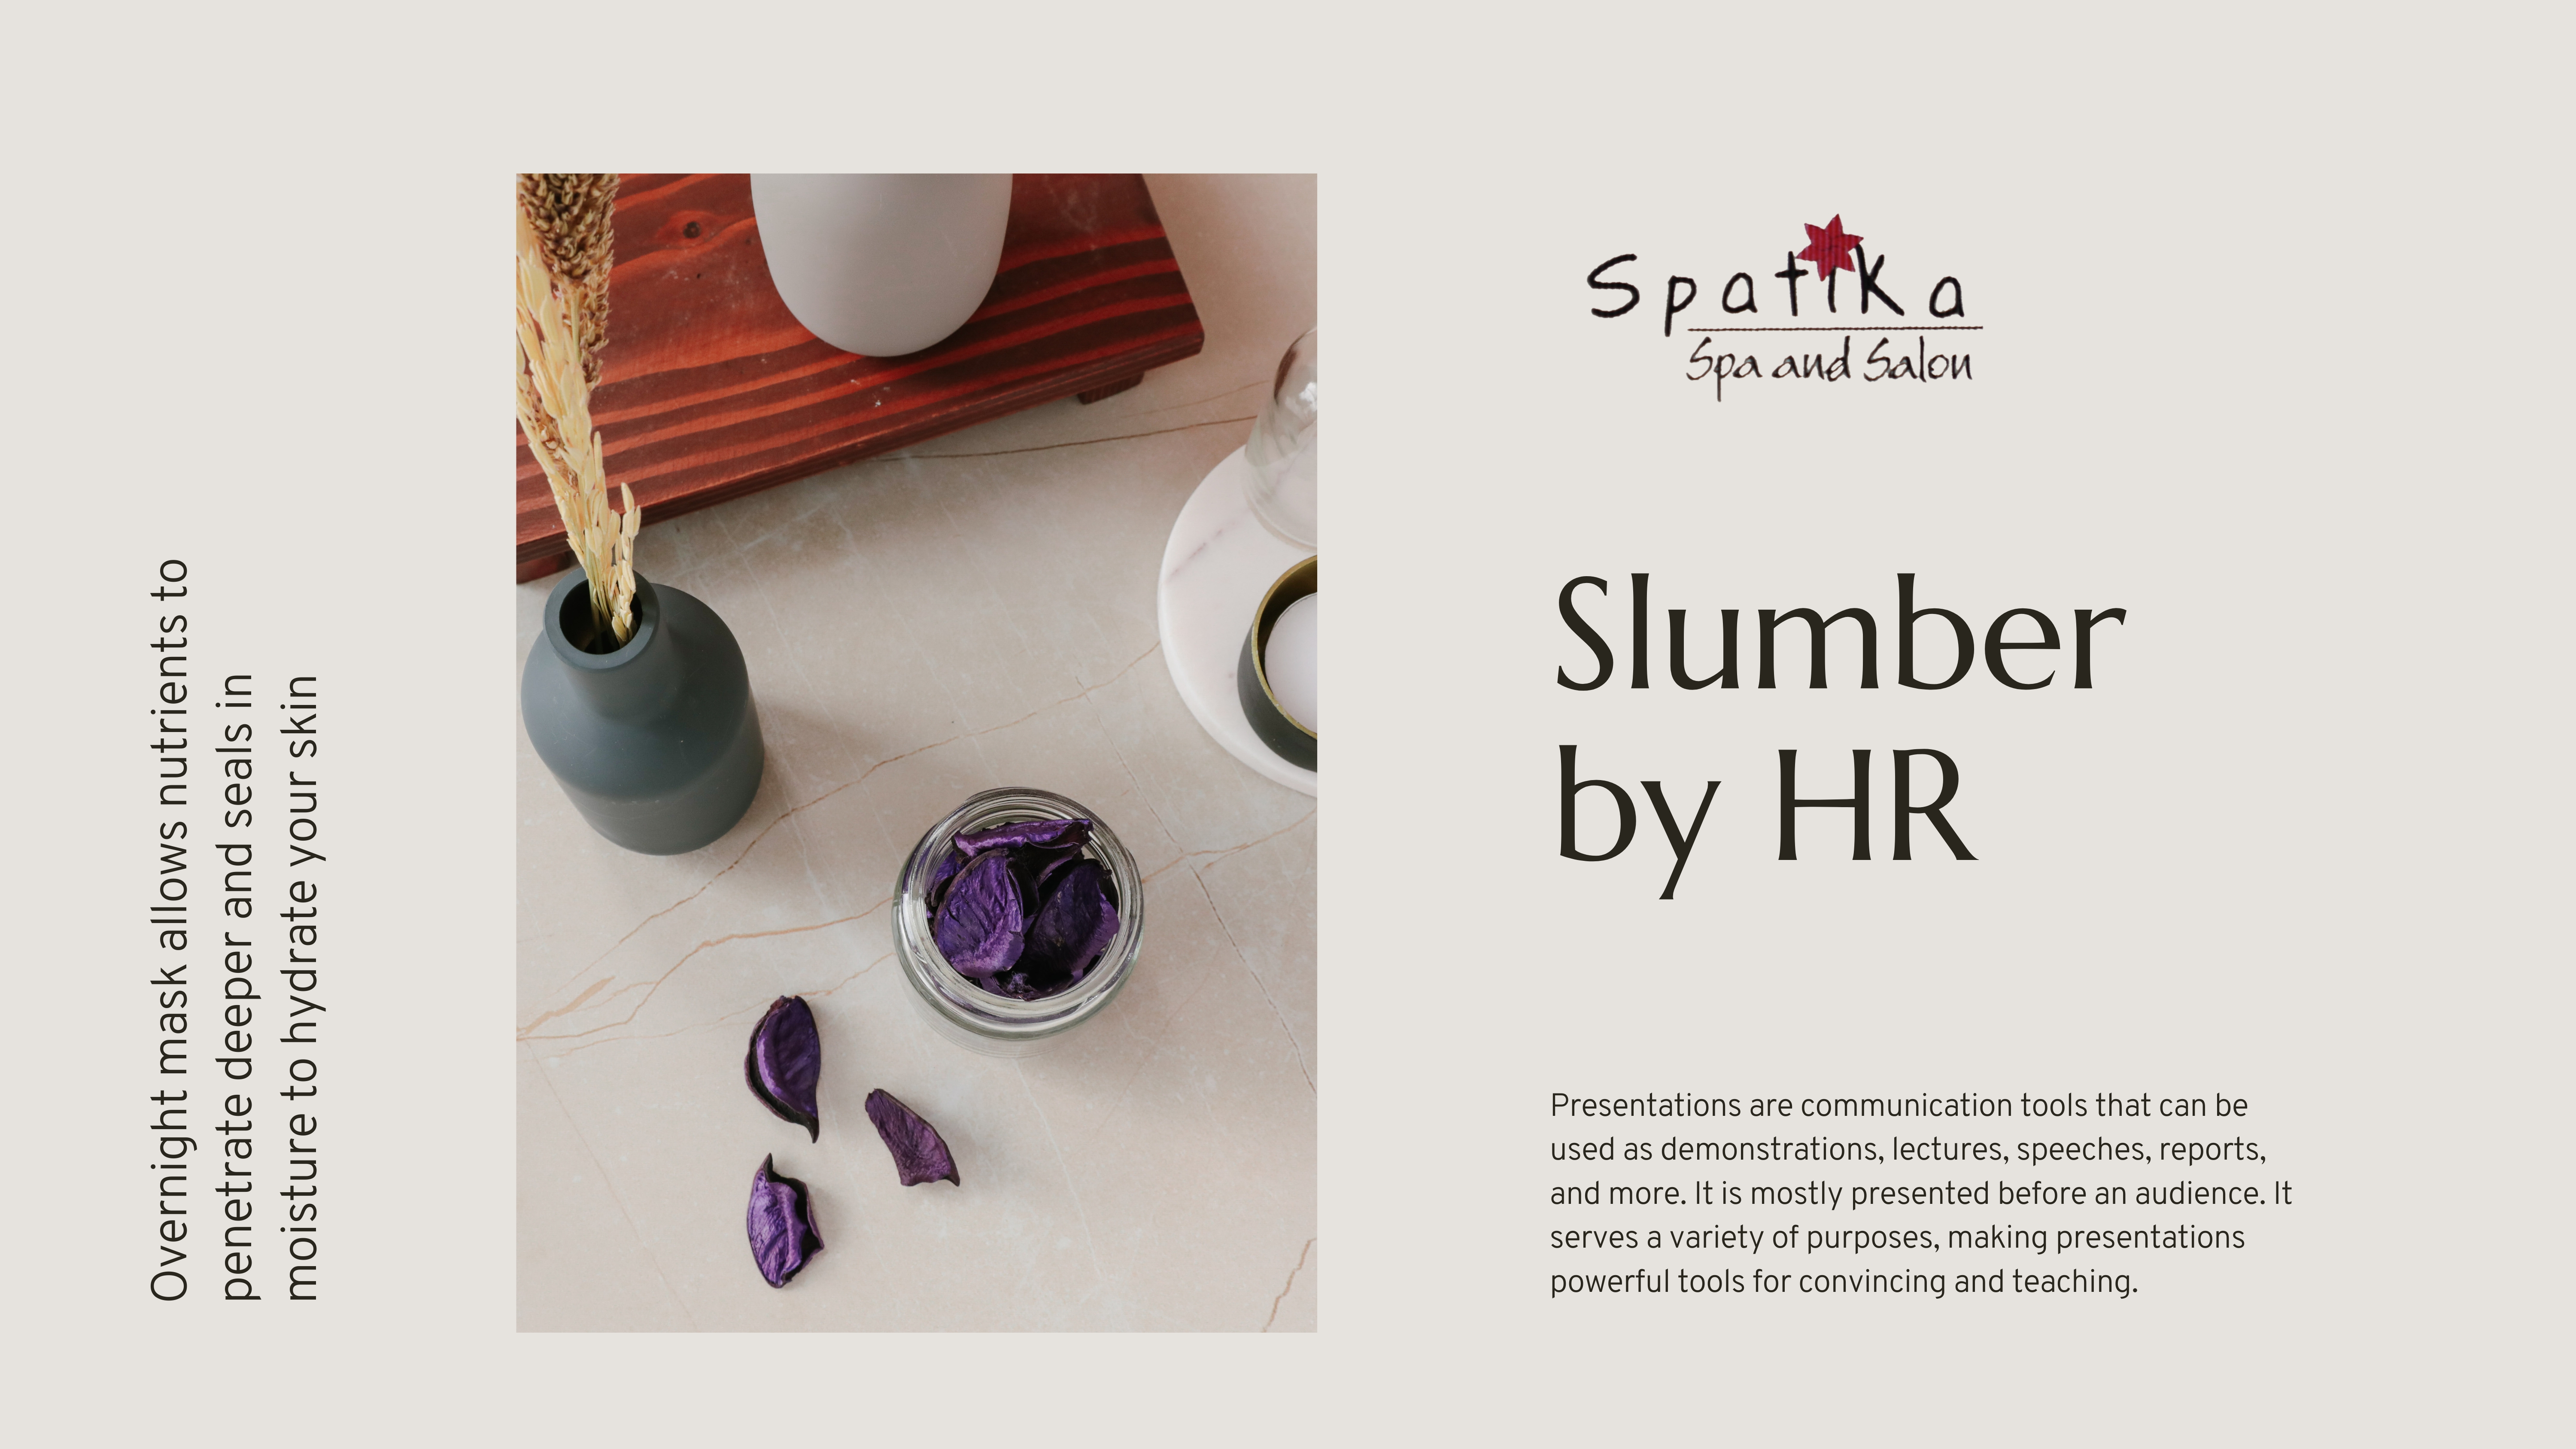 Overnight mask allows nutrients to
penetrate deeper and seals in
moisture to hydrate your skin
Spatika
Spa and Salon
Slumber
by HR
Presentations are communication tools that can be
used as demonstrations, lectures, speeches, reports,
and more. It is mostly presented before an audience. It
serves a variety of purposes, making presentations
powerful tools for convincing and teaching.